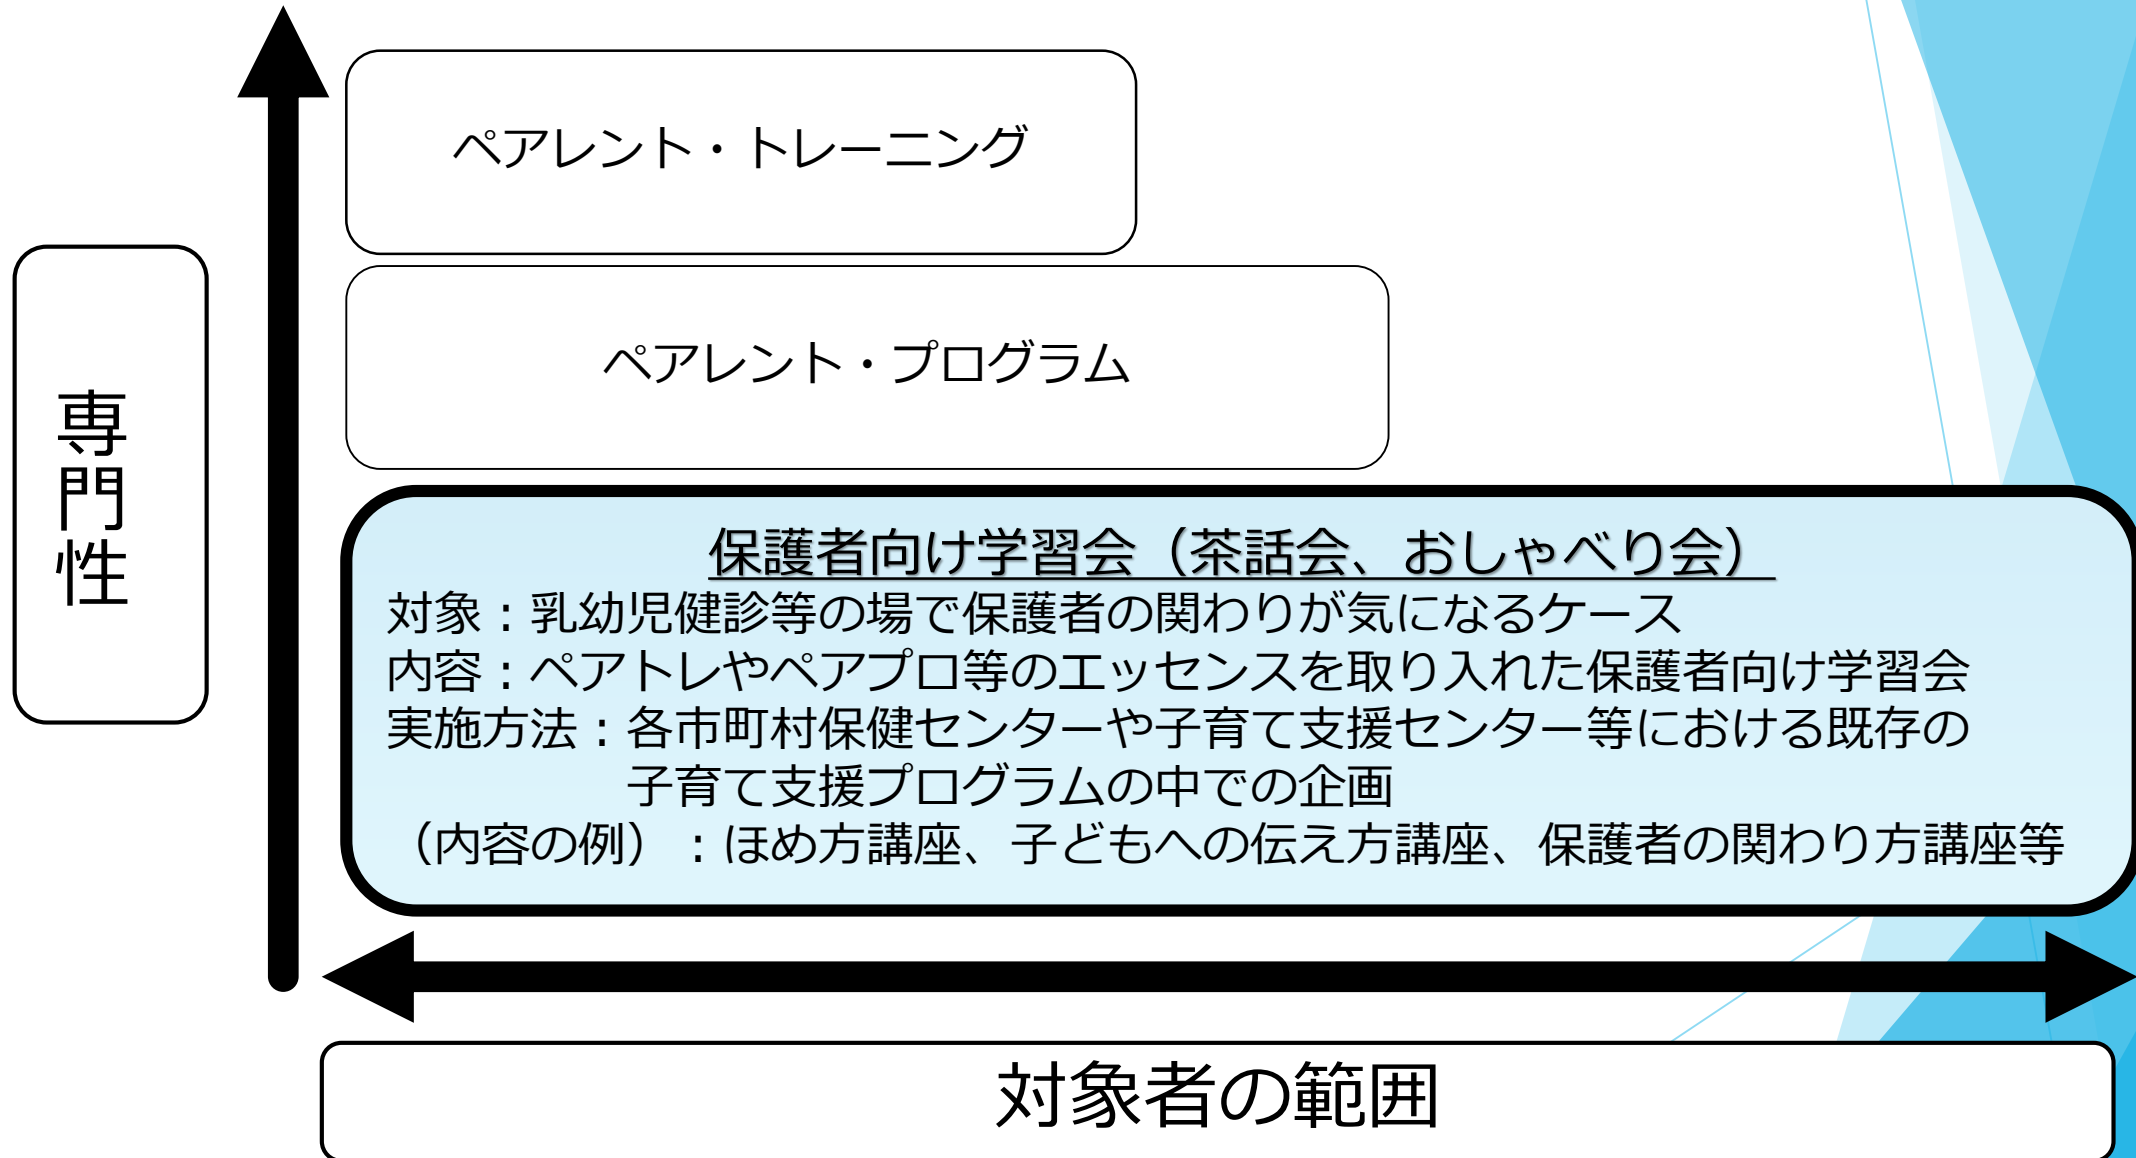 ペアレント・トレーニング
ペアレント・プログラム
専門性
保護者向け学習会（茶話会、おしゃべり会）
対象：乳幼児健診等の場で保護者の関わりが気になるケース
内容：ペアトレやペアプロ等のエッセンスを取り入れた保護者向け学習会
実施方法：各市町村保健センターや子育て支援センター等における既存の
子育て支援プログラムの中での企画
（内容の例）：ほめ方講座、子どもへの伝え方講座、保護者の関わり方講座等
対象者の範囲